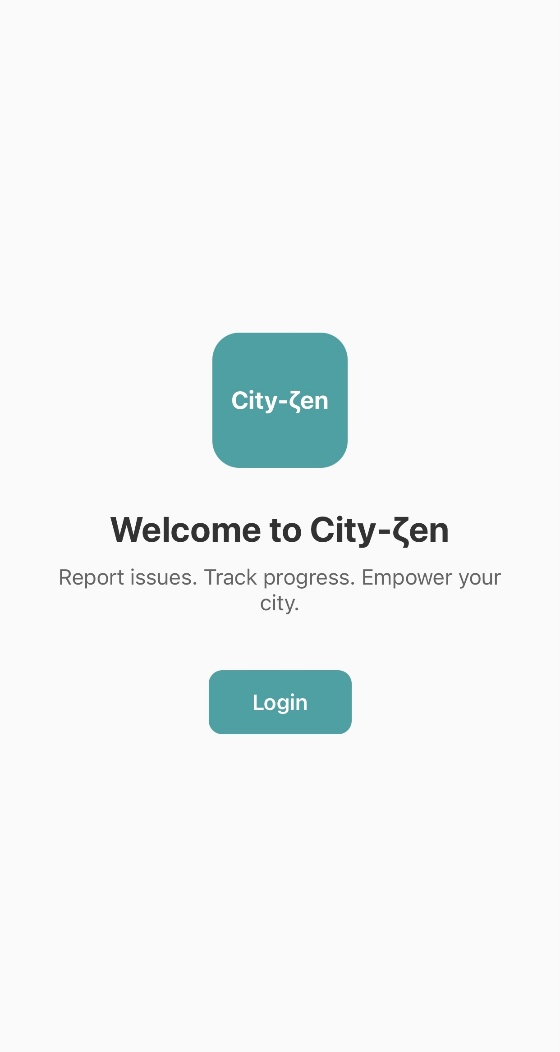 City-ζen
Welcome to City-ζen
Report issues. Track progress. Empower your
city.
Login